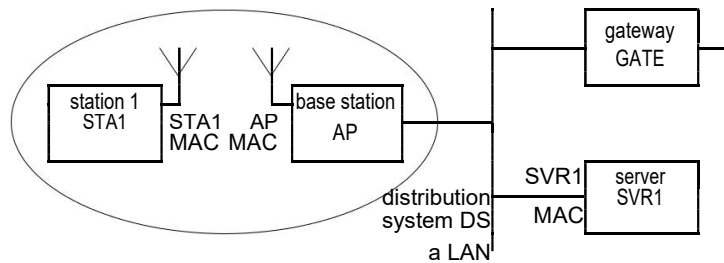 gateway
GATE
station 1
STA1
STA1
MAC
AP
MAC
base station
AP
distribution
system DS
a LAN
SVR1
MAC
server
SVR1